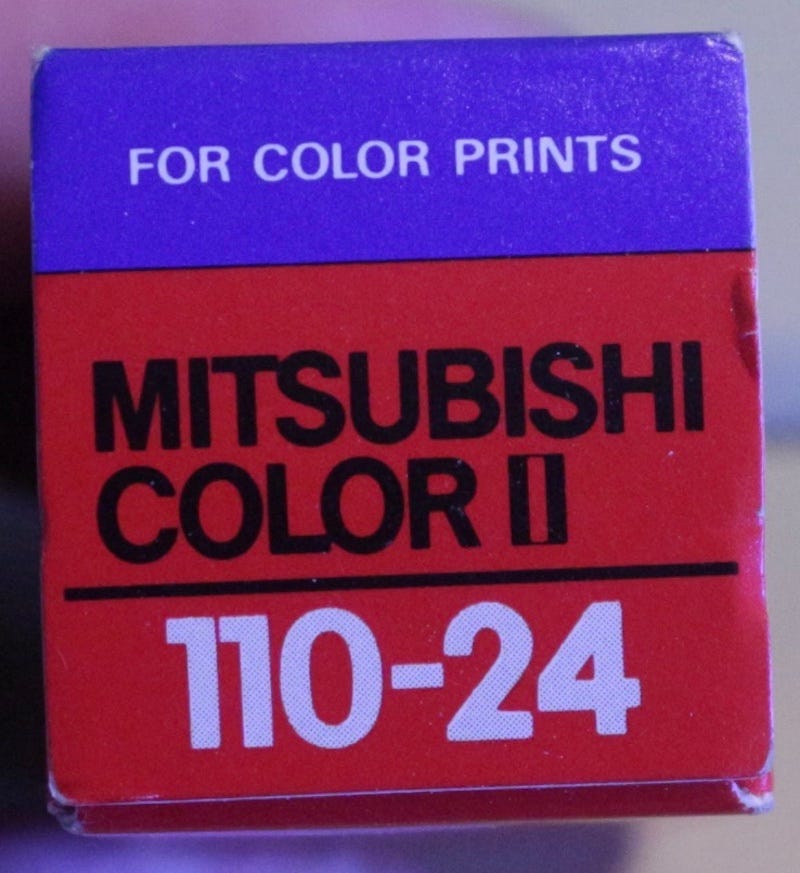 FOR COLOR PRINTS
MITSUBISHI
COLOR II
110-24